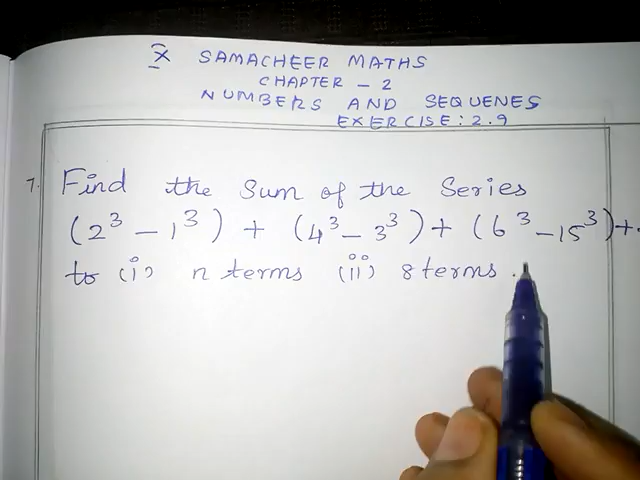 X SAMACHEER MATHS
CHAPTER - 2
NUMBERS AND SEQUENES
EXERCISE: 2.9
7. Find the Sum of the Series
(2³ - 1³) + (4³ - 3³) + (6³ - 15³) + .
to (i) n terms (ii) 8 terms.